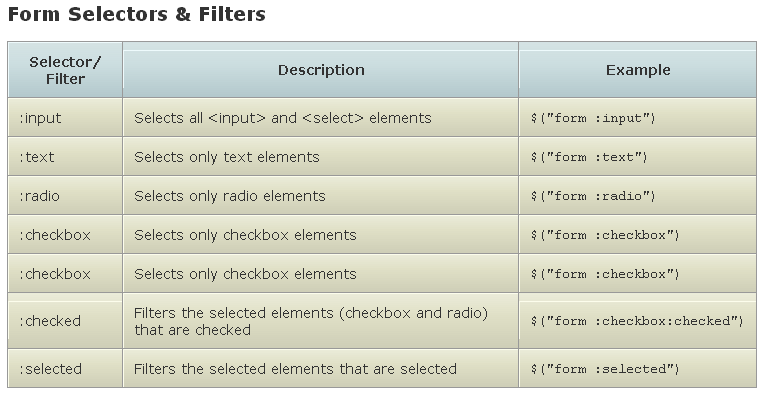 Form Selectors & Filters
Selector/
Filter
Description
Example
:input
Selects all <input> and <select> elements
$("form :input")
:text
Selects only text elements
$("form :text")
:radio
Selects only radio elements
$("form :radio")
:checkbox
Selects only checkbox elements
$("form :checkbox")
:checkbox
Selects only checkbox elements
$("form :checkbox")
:checked
Filters the selected elements (checkbox and radio)
that are checked
$("form :checkbox:checked")
:selected
Filters the selected elements that are selected
$("form :selected")